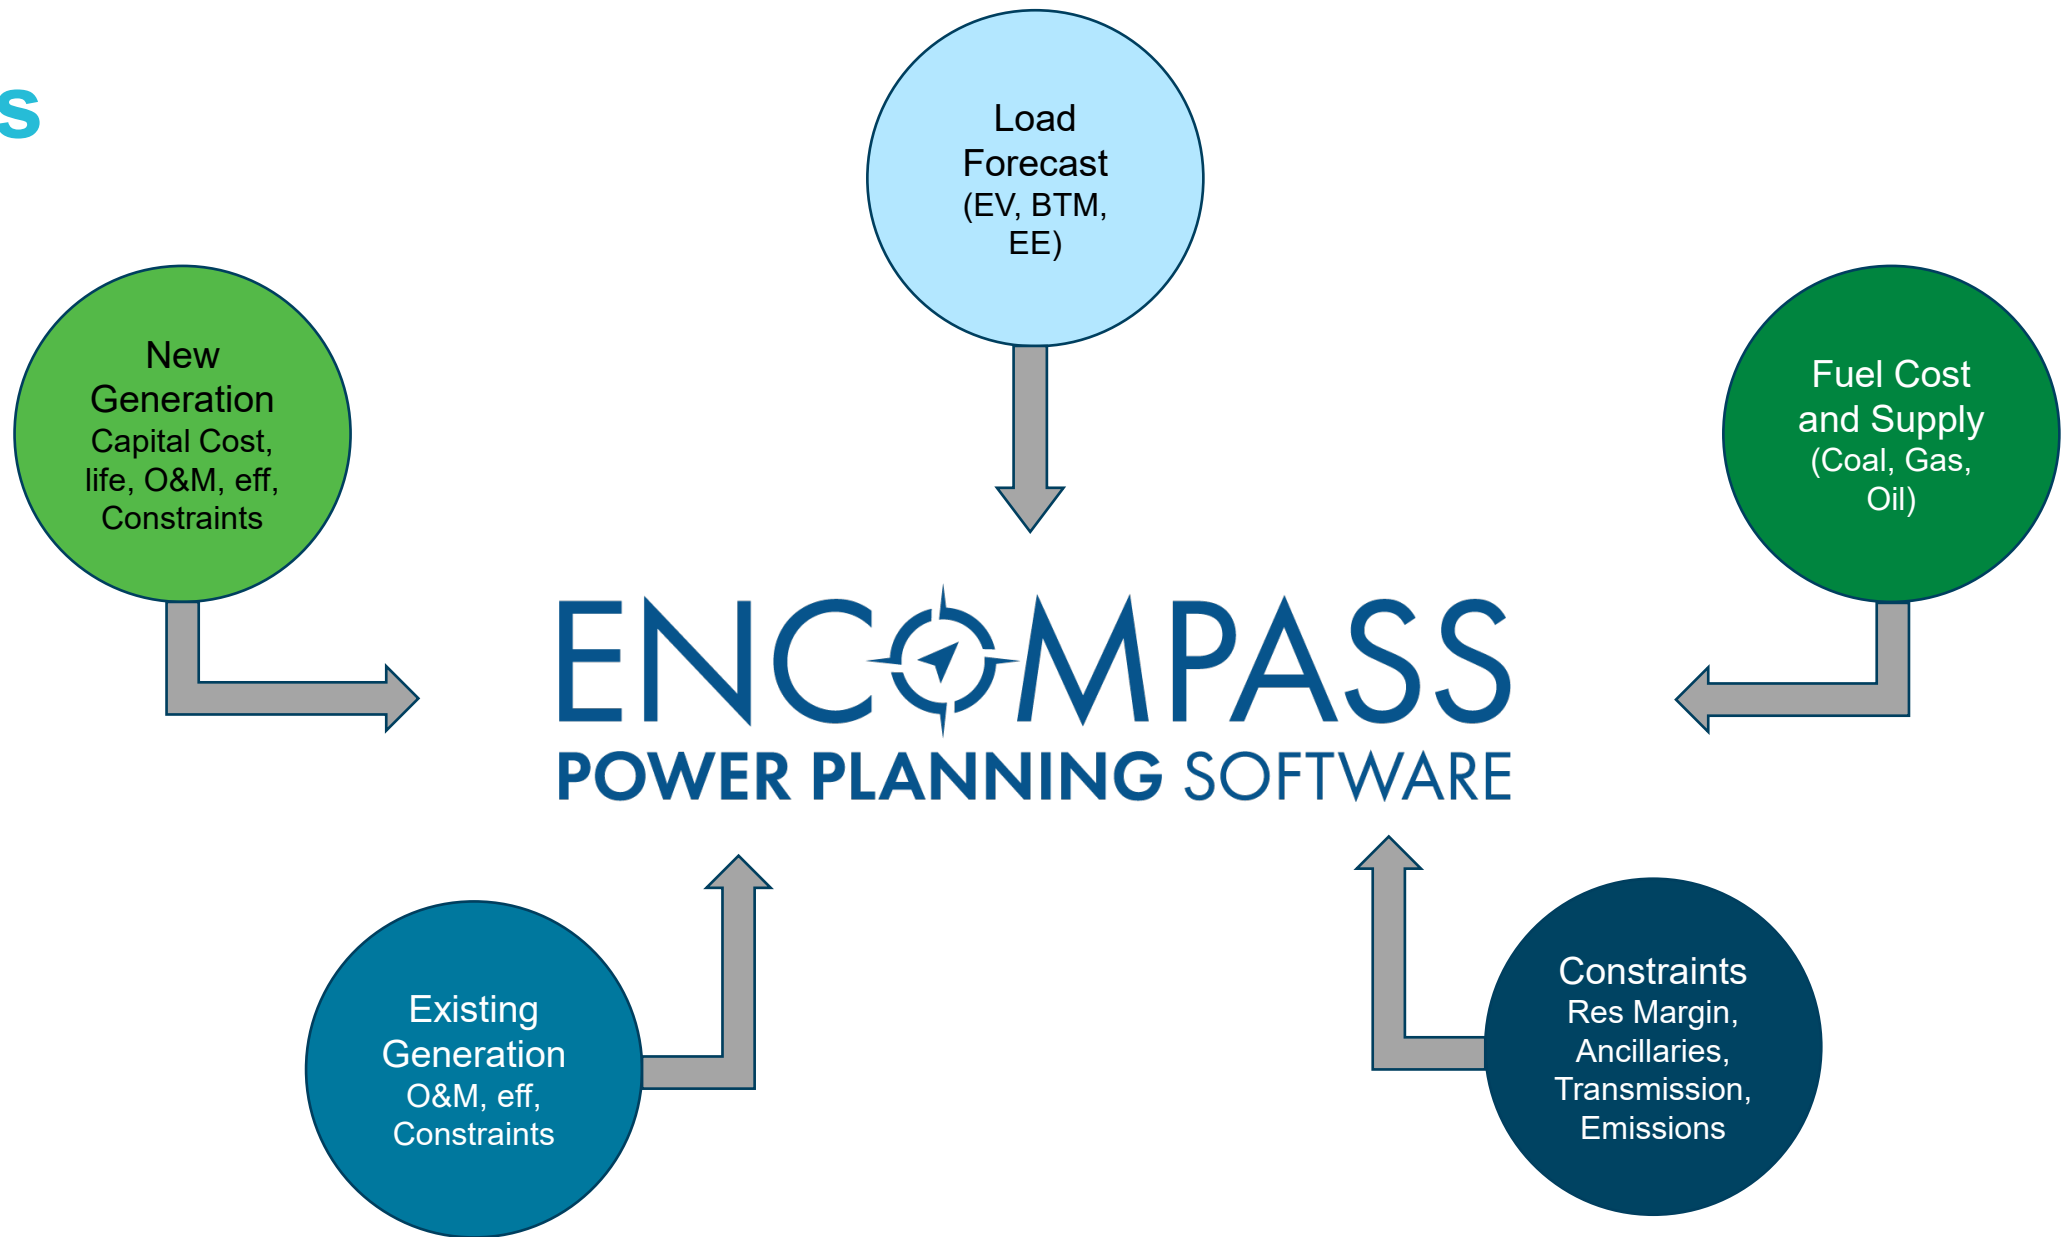 s
Load
Forecast
(EV, BTM,
EE)
New
Generation
Capital Cost,
life, O&M, eff,
Constraints
Fuel Cost
and Supply
(Coal, Gas,
Oil)
ENCOMPASS
POWER PLANNING SOFTWARE
Existing
Generation
O&M, eff,
Constraints
Constraints
Res Margin,
Ancillaries,
Transmission,
Emissions